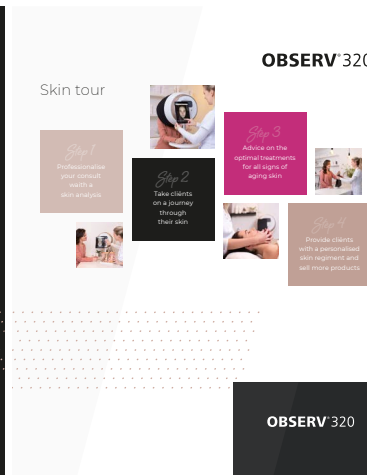 OBSERV®320
Skin tour
Step 1
Professionalise
your consult
waith a
skin analysis
Step 2
Take clients
on a journey
through
their skin
Step 3
Advice on the
optimal treatments
for all signs of
aging skin
Step 4
Provide clients
with a personalised
skin regiment and
sell more products
OBSERV®320